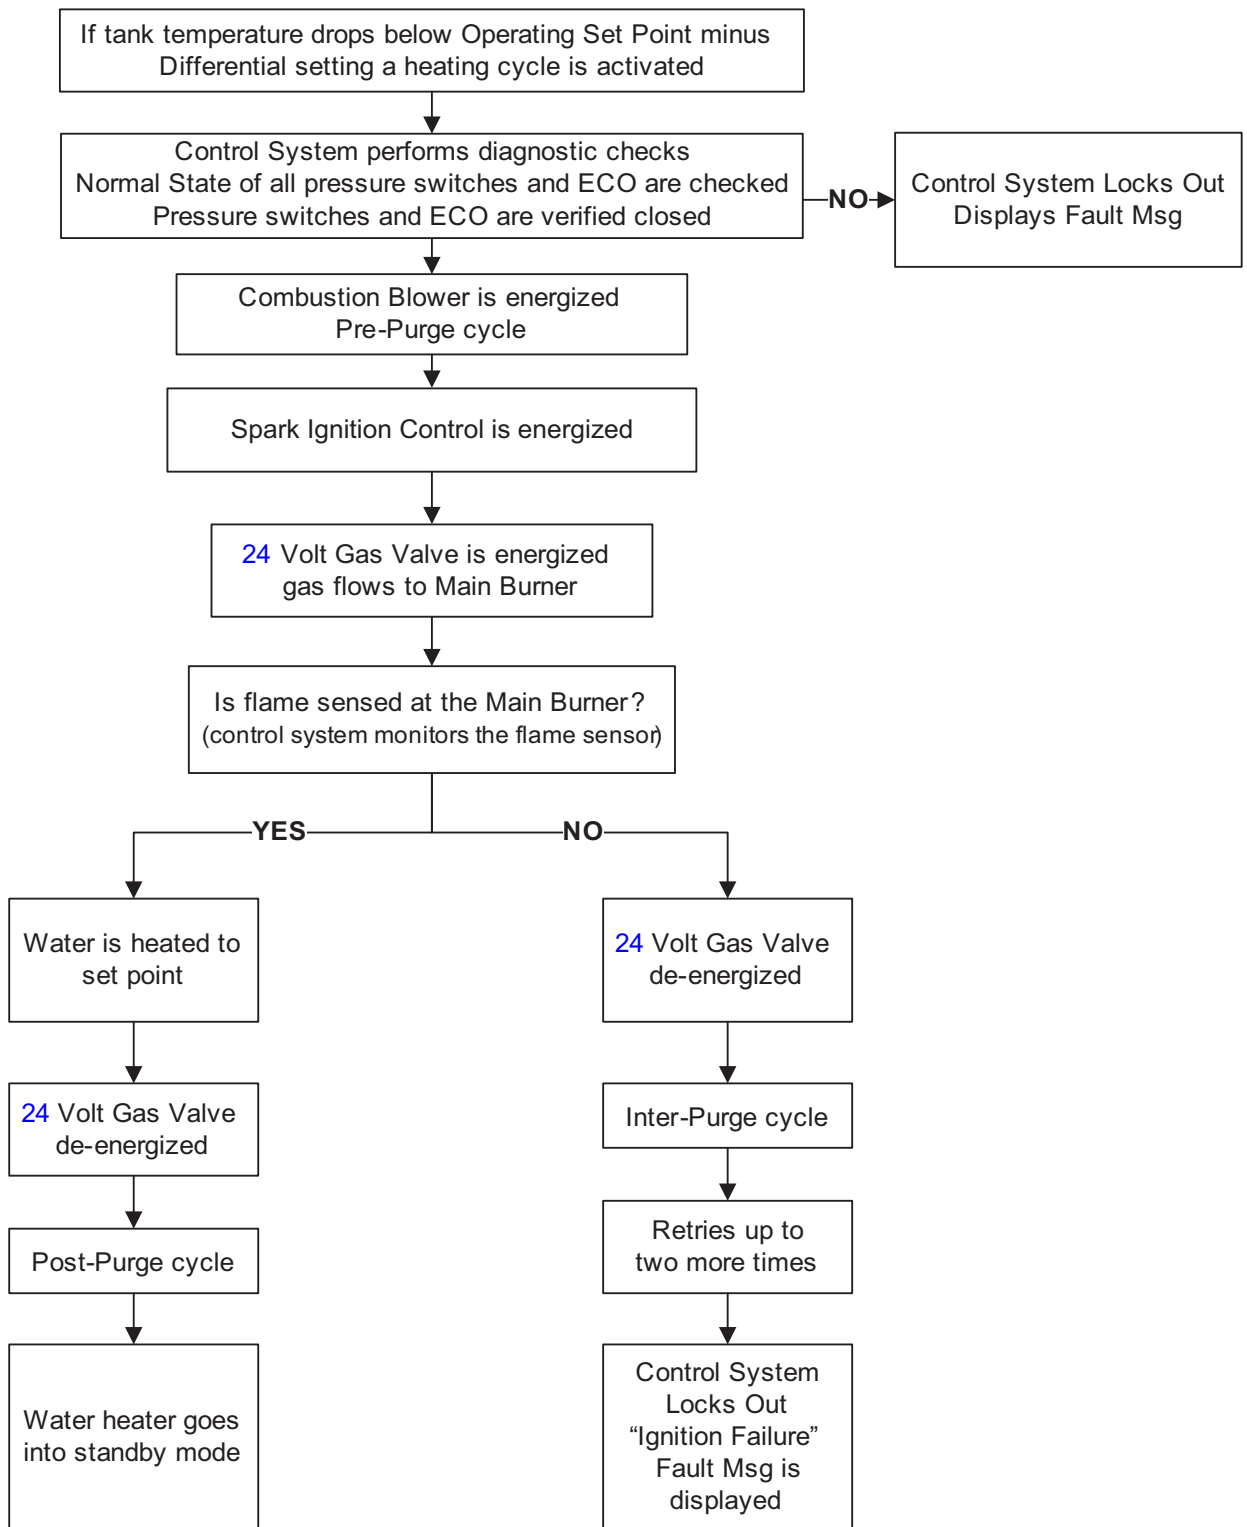 If tank temperature drops below Operating Set Point minus
Differential setting a heating cycle is activated
Control System performs diagnostic checks
Normal State of all pressure switches and ECO are checked
Pressure switches and ECO are verified closed
NO
Control System Locks Out
Displays Fault Msg
Combustion Blower is energized
Pre-Purge cycle
Spark Ignition Control is energized
24 Volt Gas Valve is energized
gas flows to Main Burner
Is flame sensed at the Main Burner?
(control system monitors the flame sensor)
YES
NO
Water is heated to
set point
24 Volt Gas Valve
de-energized
Post-Purge cycle
Water heater goes
into standby mode
24 Volt Gas Valve
de-energized
Inter-Purge cycle
Retries up to
two more times
Control System
Locks Out
“Ignition Failure”
Fault Msg is
displayed